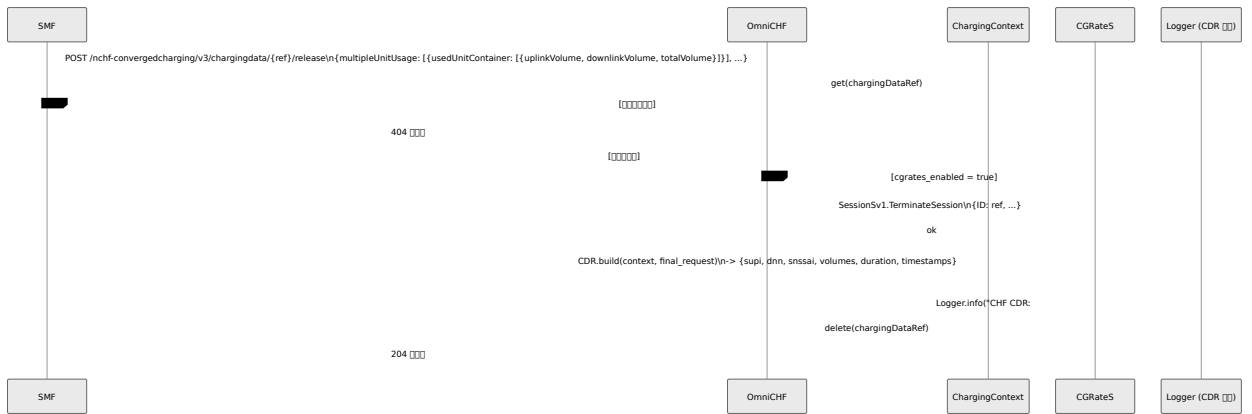 SMF
OmniCHF
ChargingContext
CGRateS
Logger (CDR
POST /nchf-convergedcharging/v3/chargingdata/{ref}/release\n{multipleUnitUsage: [{usedUnitContainer: [{uplinkVolume, downlinkVolume, totalVolume}]}], ...}
get(chargingDataRef)
404
[cgrates_enabled = true]
SessionSv1.TerminateSession\n{ID: ref, ...}
ok
CDR.build(context, final_request)\n-> {supi, dnn, snssai, volumes, duration, timestamps}
Logger.info("CHF CDR:
delete(chargingDataRef)
204
SMF
OmniCHF
ChargingContext
CGRateS
Logger (CDR